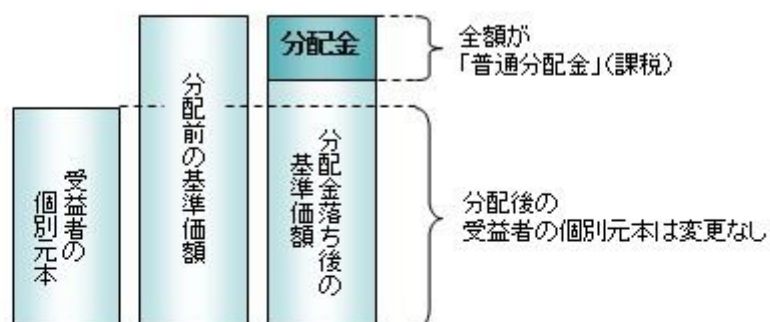 受益者の
個別元本
分配前の基準価額
分配金
分配金落ち後の
基準価額
全額が
「普通分配金」(課税)
分配後の
受益者の個別元本は変更なし